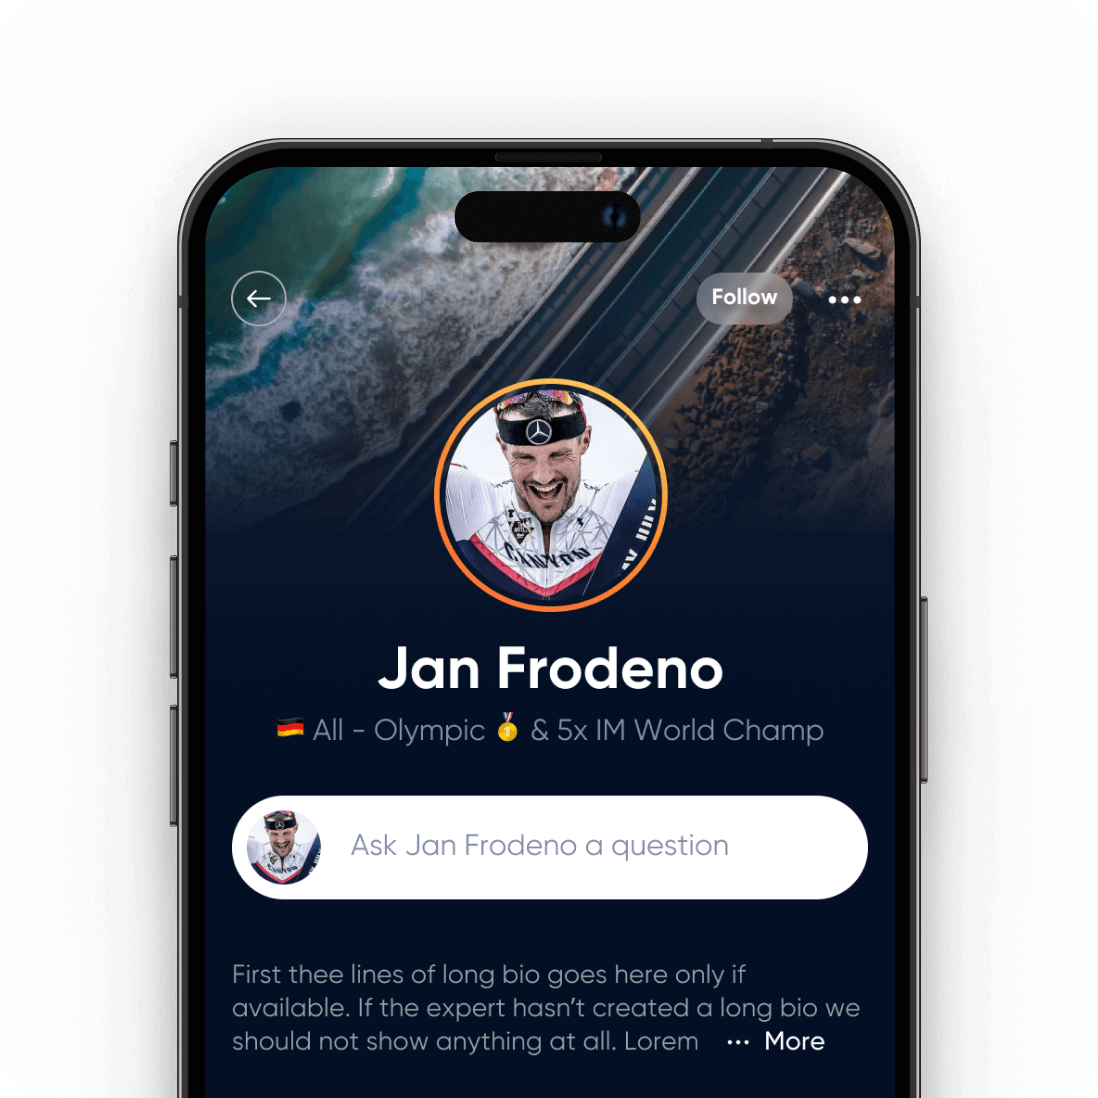 Follow
CANYON
Jan Frodeno
🇩🇪 All - Olympic 🥇 & 5x IM World Champ
Ask Jan Frodeno a question
First thee lines of long bio goes here only if
available. If the expert hasn’t created a long bio we
should not show anything at all. Lorem ··· More